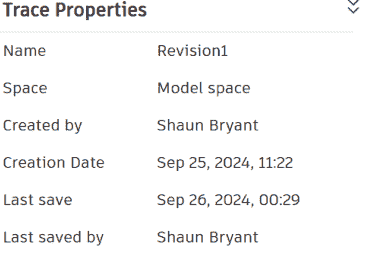 Trace Properties
Name Revision1
Space Model space
Created by Shaun Bryant
Creation Date Sep 25, 2024, 11:22
Last save Sep 26, 2024, 00:29
Last saved by Shaun Bryant